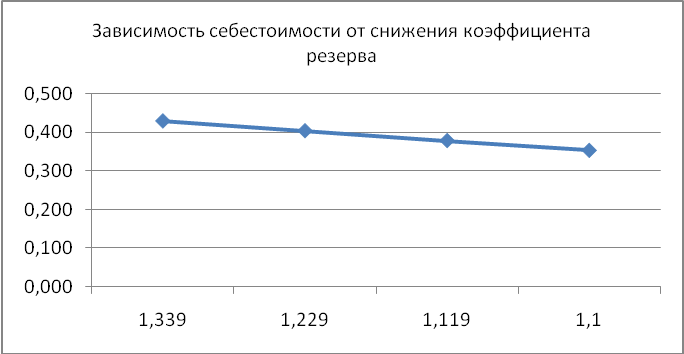 Зависимость себестоимости от снижения коэффициента
резерва
0,500
0,400
0,300
0,200
0,100
0,000
1,339 1,229 1,119 1,1